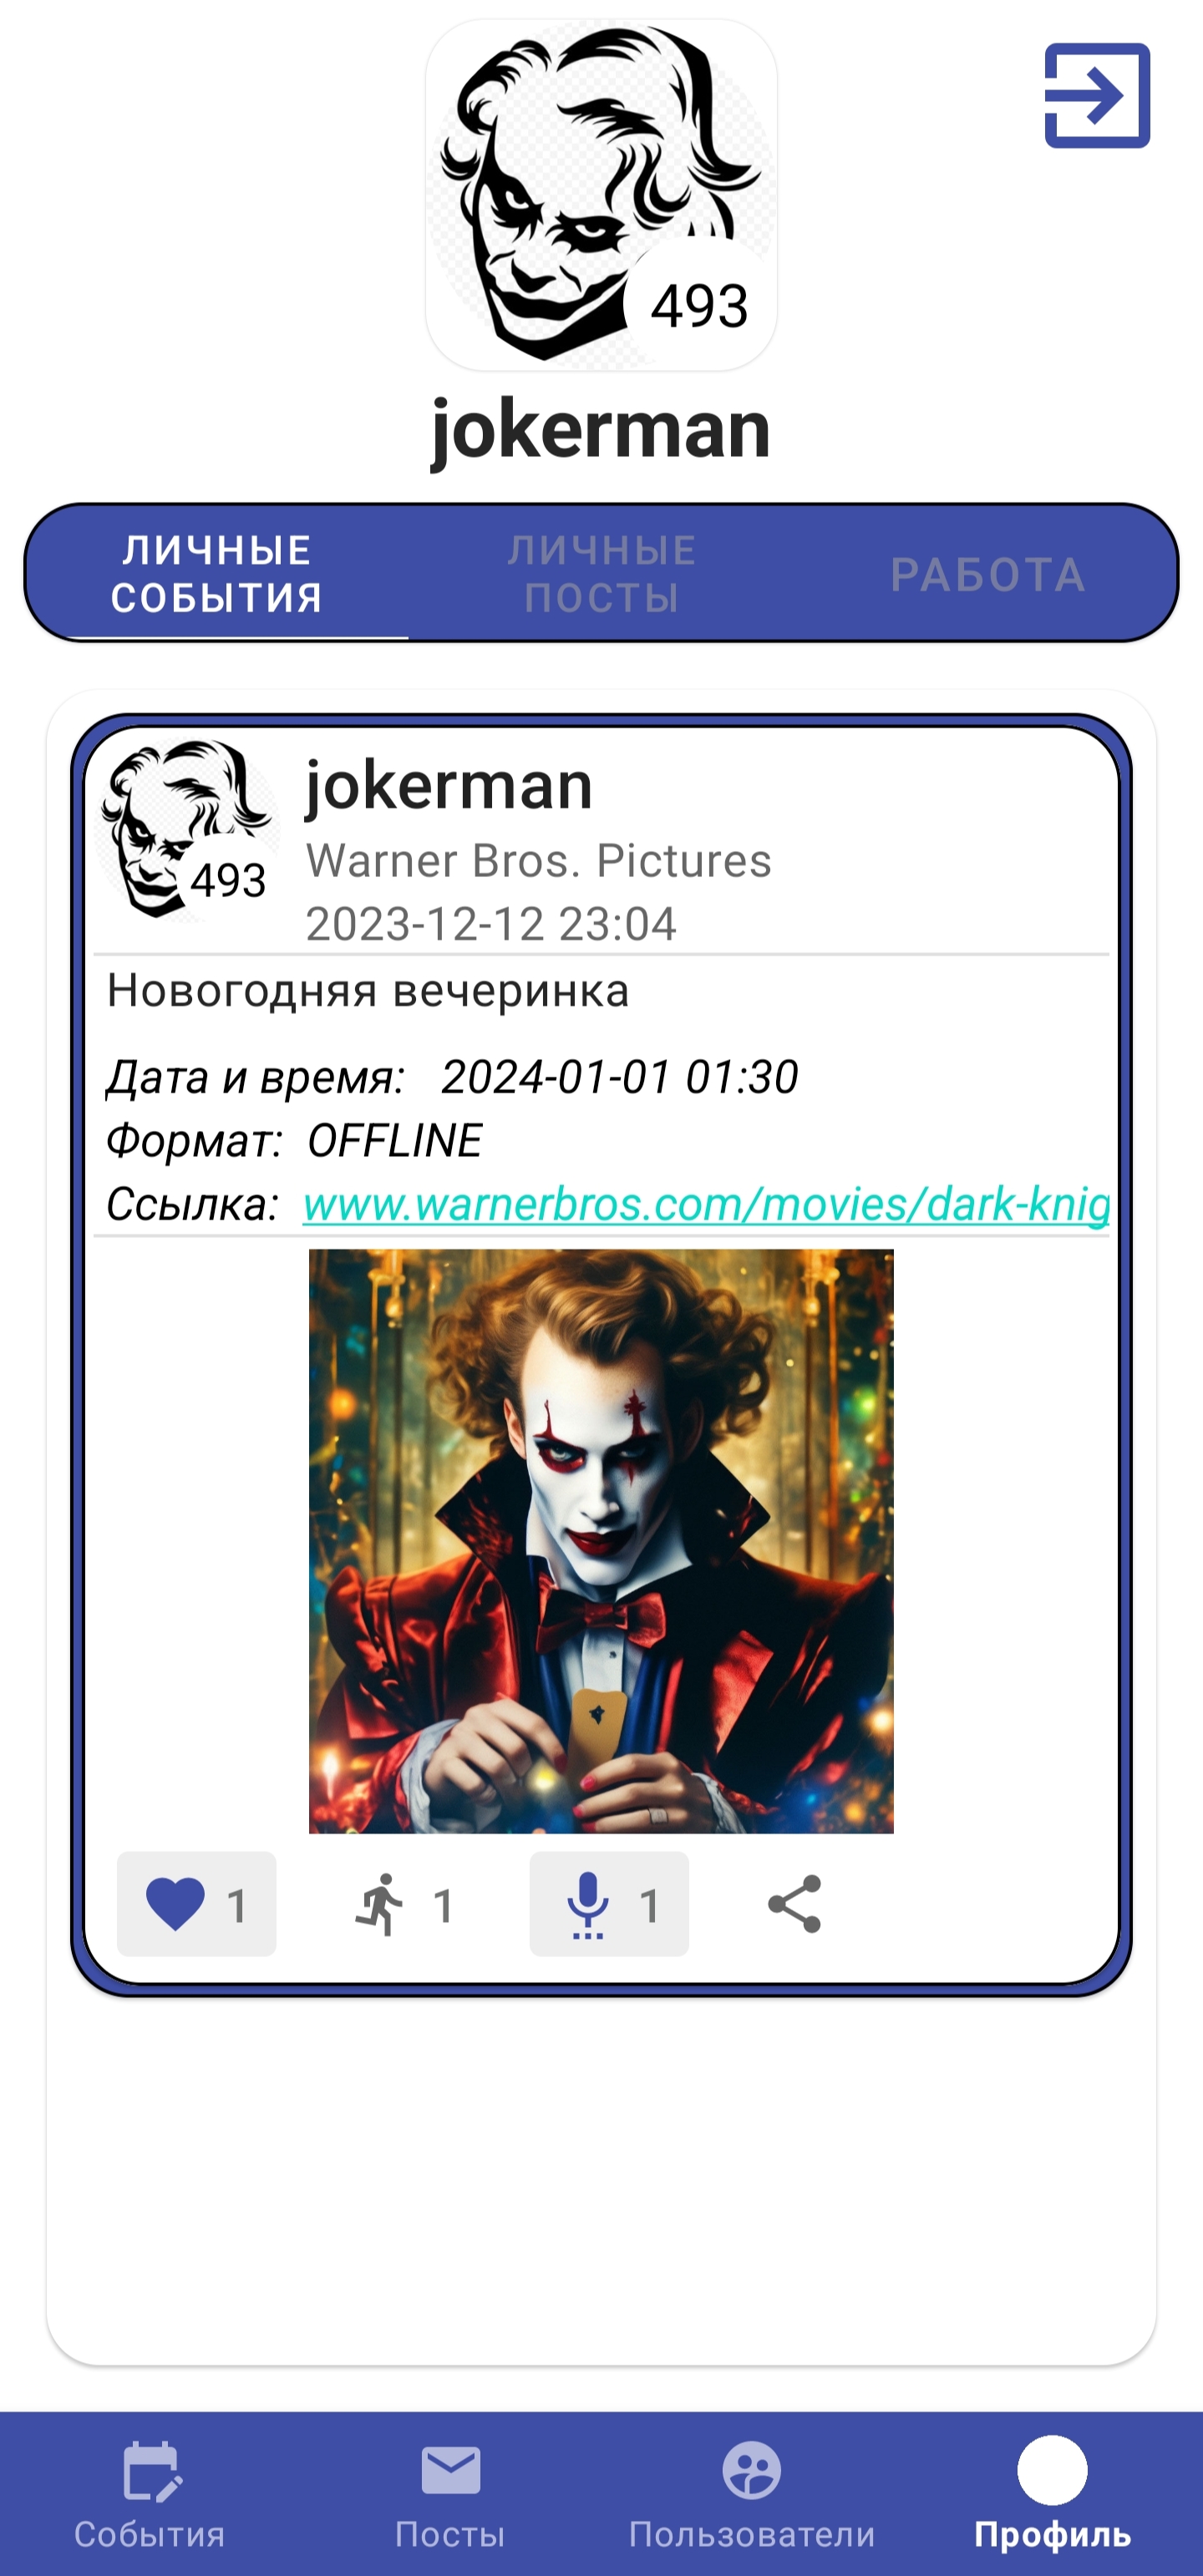 493
jokerman
ЛИЧНЫЕ
СОБЫТИЯ
ЛИЧНЫЕ
ПОСТЫ
РАБОТА
493
jokerman
Warner Bros. Pictures
2023-12-12 23:04
Новогодняя вечеринка
Дата и время: 2024-01-01 01:30
Формат: OFFLINE
Ссылка: www.warnerbros.com/movies/dark-knig
1 1 1
События Посты Пользователи Профиль